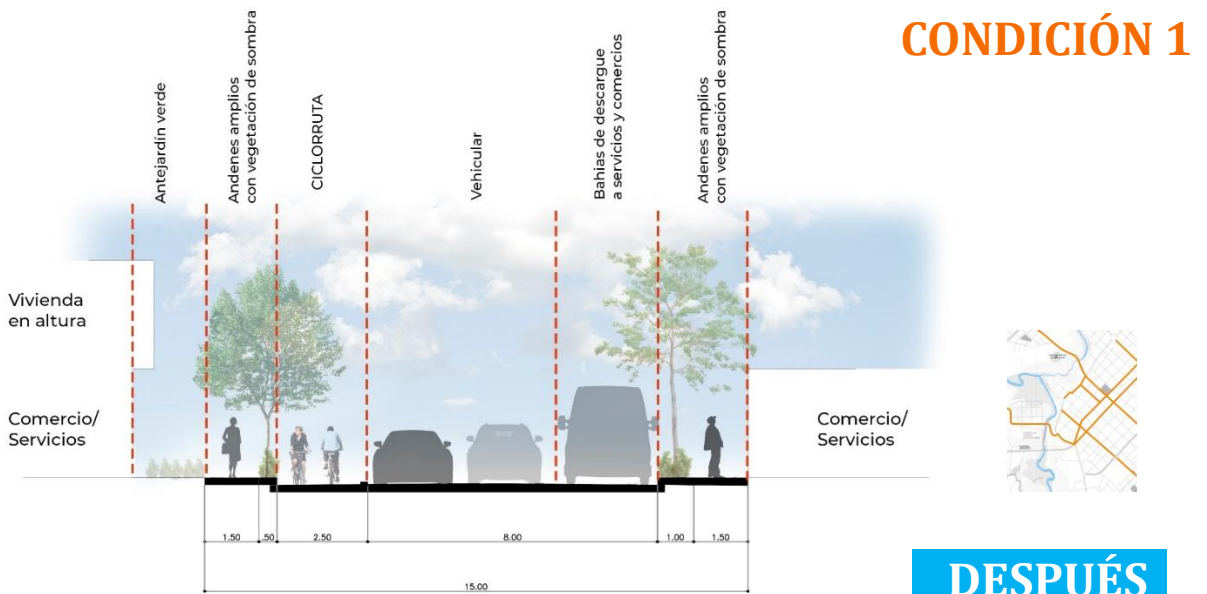 CONDICIÓN 1
Antejardín verde
Andenes amplios
con vegetación de sombra
CICLORRUTA
Vehicular
Bahias de descargue
a servicios y comercios
Andenes amplios
con vegetación de sombra
Vivienda
en altura
Comercio/
Servicios
Comercio/
Servicios
1.50 .50 2.50 8.00 1.00 1.50
15.00
DESPUÉS